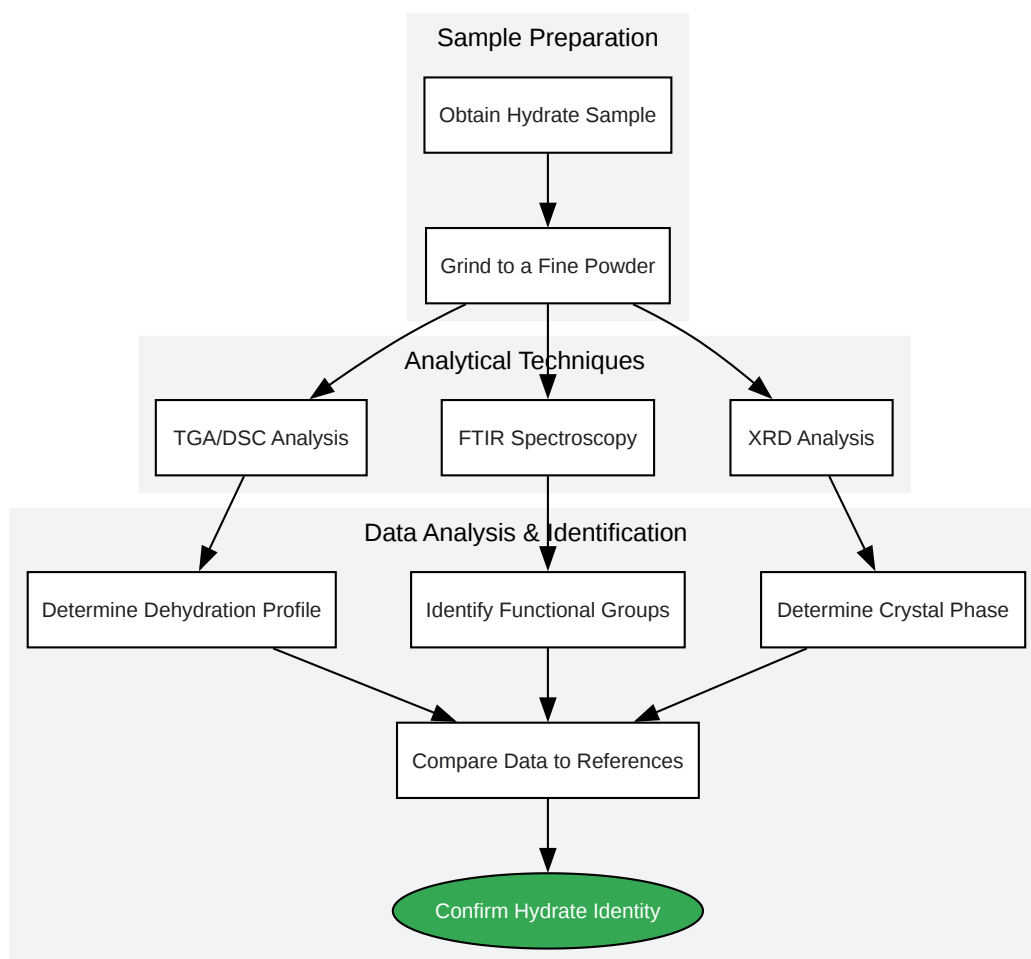 Sample Preparation
Obtain Hydrate Sample
Grind to a Fine Powder
Analytical Techniques
TGA/DSC Analysis
FTIR Spectroscopy
XRD Analysis
Data Analysis & Identification
Determine Dehydration Profile
Identify Functional Groups
Determine Crystal Phase
Compare Data to References
Confirm Hydrate Identity